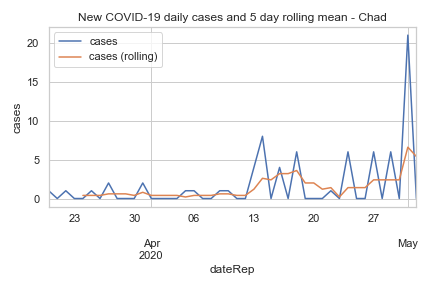 New COVID-19 daily cases and 5 day rolling mean - Chad
cases
cases (rolling)
20
15
10
5
0
cases
23
30
06
13
20
27
Apr
2020
May
dateRep